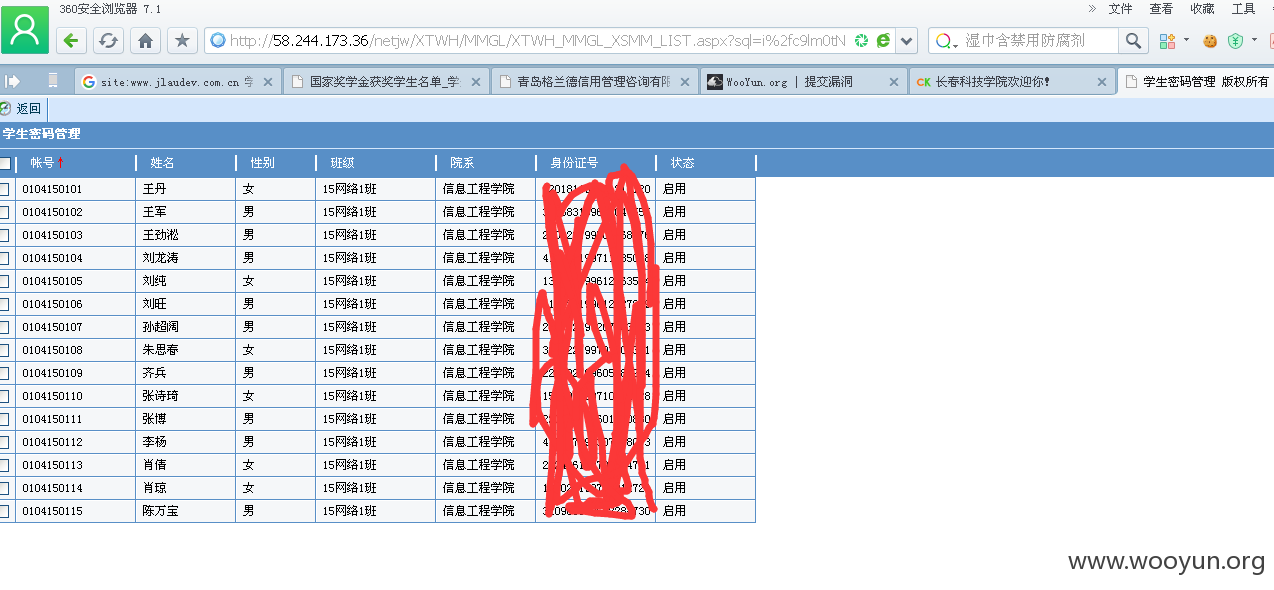 360安全浏览器 7.1
» 文件 查看 收藏 工具
http://58.244.173.36/netjw/XTWH/MMGL/XTWH_MMGL_XSMM_LIST.aspx?sql=i%2fc9lm0tN
湿巾含禁用防腐剂
site:www.jlaudev.com.cn 学
国家奖学金获奖学生名单_学
青岛格兰德信用管理咨询有限
WooYun.org | 提交漏洞
CK 长春科技学院欢迎你!
学生密码管理 版权所有
返回
学生密码管理
帐号↑ 姓名 性别 班级 院系 身份证号 状态
0104150101 王丹 女 15网络1班 信息工程学院 启用
0104150102 王军 男 15网络1班 信息工程学院 启用
0104150103 王劲淞 男 15网络1班 信息工程学院 启用
0104150104 刘龙涛 男 15网络1班 信息工程学院 启用
0104150105 刘纯 女 15网络1班 信息工程学院 启用
0104150106 刘旺 男 15网络1班 信息工程学院 启用
0104150107 孙超阔 男 15网络1班 信息工程学院 启用
0104150108 朱思春 女 15网络1班 信息工程学院 启用
0104150109 齐兵 男 15网络1班 信息工程学院 启用
0104150110 张诗琦 女 15网络1班 信息工程学院 启用
0104150111 张博 男 15网络1班 信息工程学院 启用
0104150112 李杨 男 15网络1班 信息工程学院 启用
0104150113 肖倩 女 15网络1班 信息工程学院 启用
0104150114 肖琼 女 15网络1班 信息工程学院 启用
0104150115 陈万宝 男 15网络1班 信息工程学院 启用
www.wooyun.org